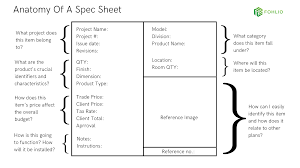 Anatomy Of A Spec Sheet
FOHLIO
What project does
this item belong
to?
What are the
product's crucial
identifiers and
characteristics?
How does this
item's price affect
the overall
budget?
How is this going
to function? How
will it be installed?
Project Name:
Project #
Issue date:
Revisions:
QTY:
Finish:
Dimension:
Product Type:
Trade Price:
Client Price:
Tax Rate:
Client Total:
Aprroval
Notes:
Instructions:
Model:
Division:
Product Name:
Location:
Room QTY:
Reference Image
Reference no.:
What category
does this item fall
under?
Where will this
item be located?
How can I easily
identify this item
and how does it
relate to other
plans?